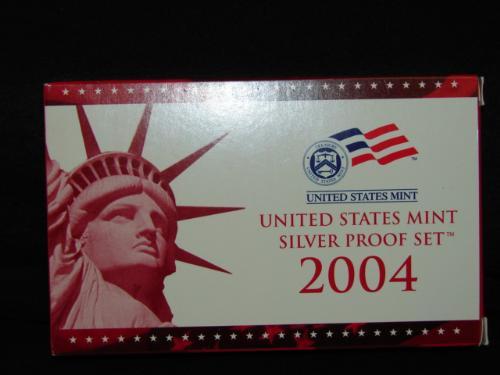 UNITED STATES MINT
UNITED STATES MINT
SILVER PROOF SET™
2004